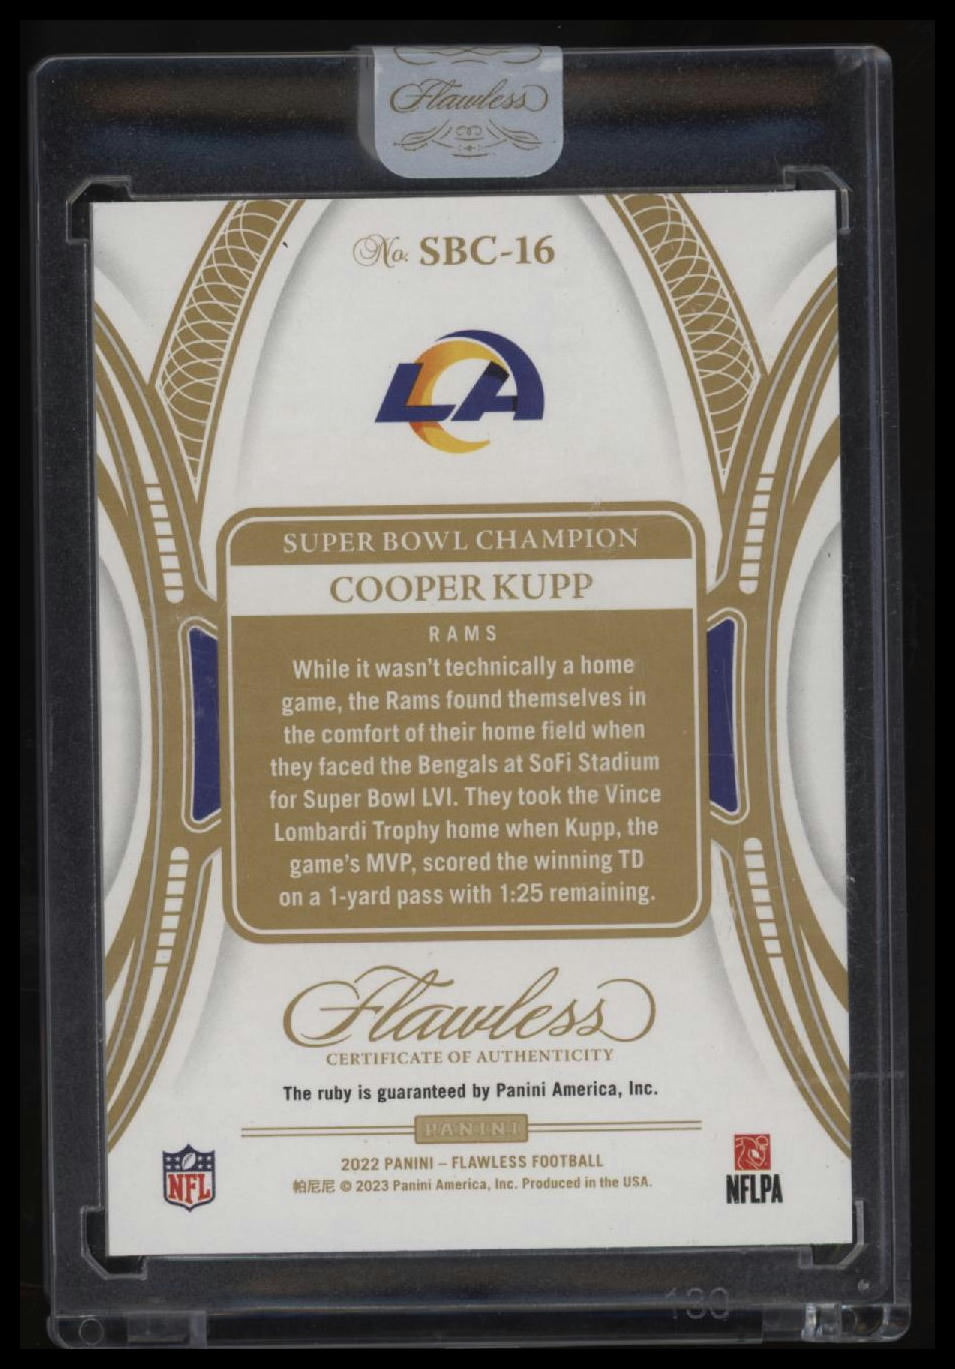 Flawless
No. SBC-16
LA
SUPER BOWL CHAMPION
COOPER KUPP
RAMS
While it wasn't technically a home
game, the Rams found themselves in
the comfort of their home field when
they faced the Bengals at SoFi Stadium
for Super Bowl LVI. They took the Vince
Lombardi Trophy home when Kupp, the
game's MVP, scored the winning TD
on a 1-yard pass with 1:25 remaining.
Flawless
CERTIFICATE OF AUTHENTICITY
The ruby is guaranteed by Panini America, Inc.
PANINI
2022 PANINI – FLAWLESS FOOTBALL
帕尼尼 © 2023 Panini America, Inc. Produced in the USA.
NFL
NFLPA
130